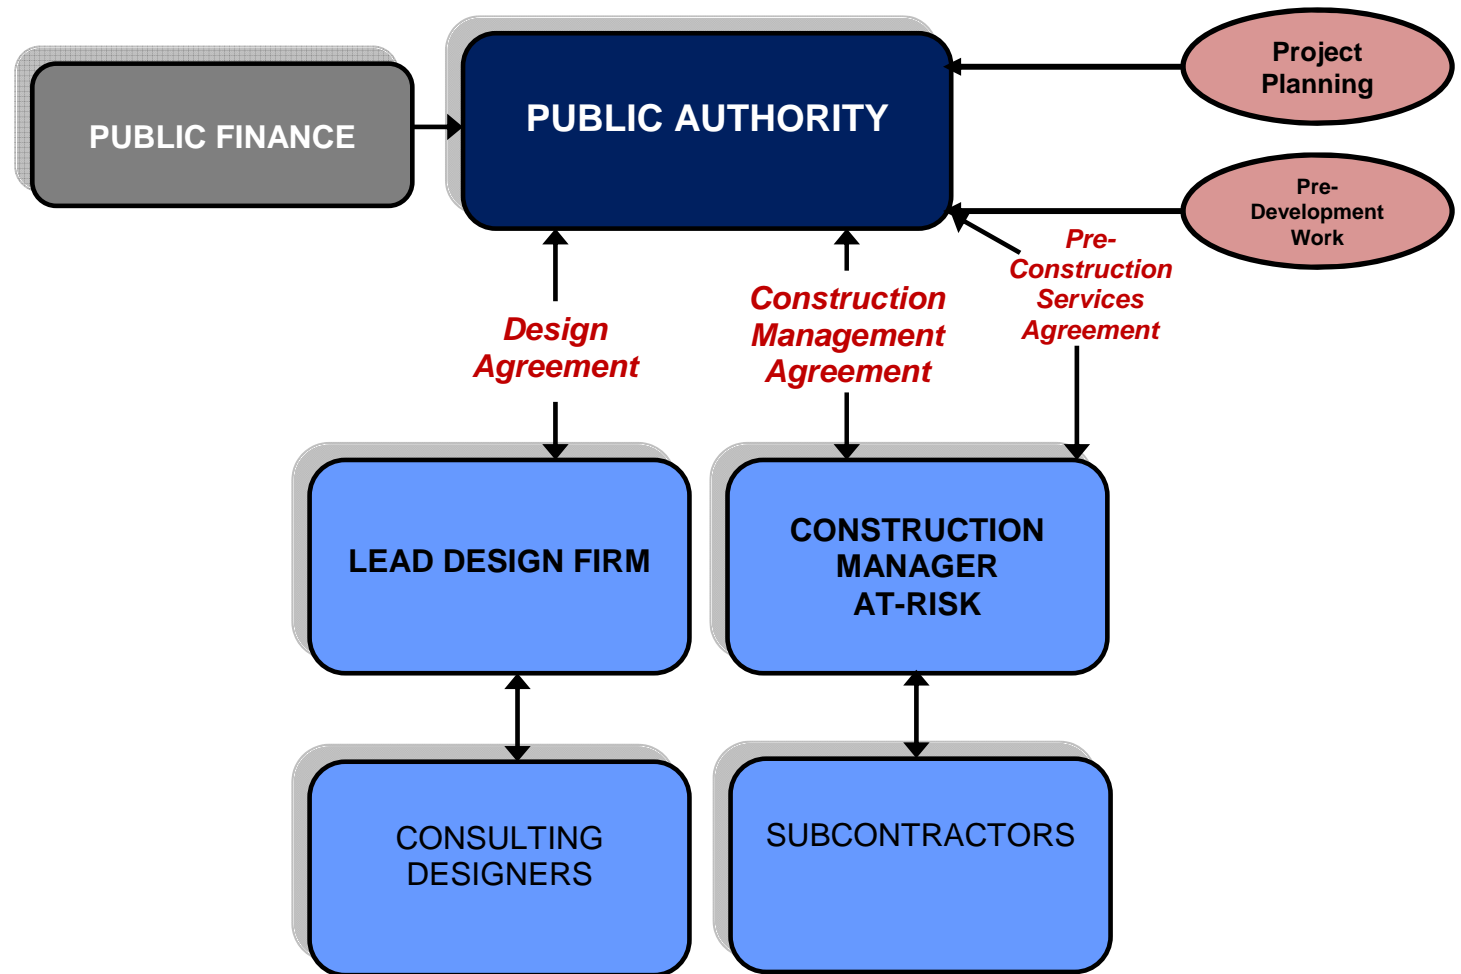 Project
Planning
PUBLIC AUTHORITY
PUBLIC FINANCE
Pre-
Development
Work
Pre-
Construction
Services
Agreement
Construction
Management
Agreement
Design
Agreement
LEAD DESIGN FIRM
CONSTRUCTION
MANAGER
AT-RISK
CONSULTING
DESIGNERS
SUBCONTRACTORS